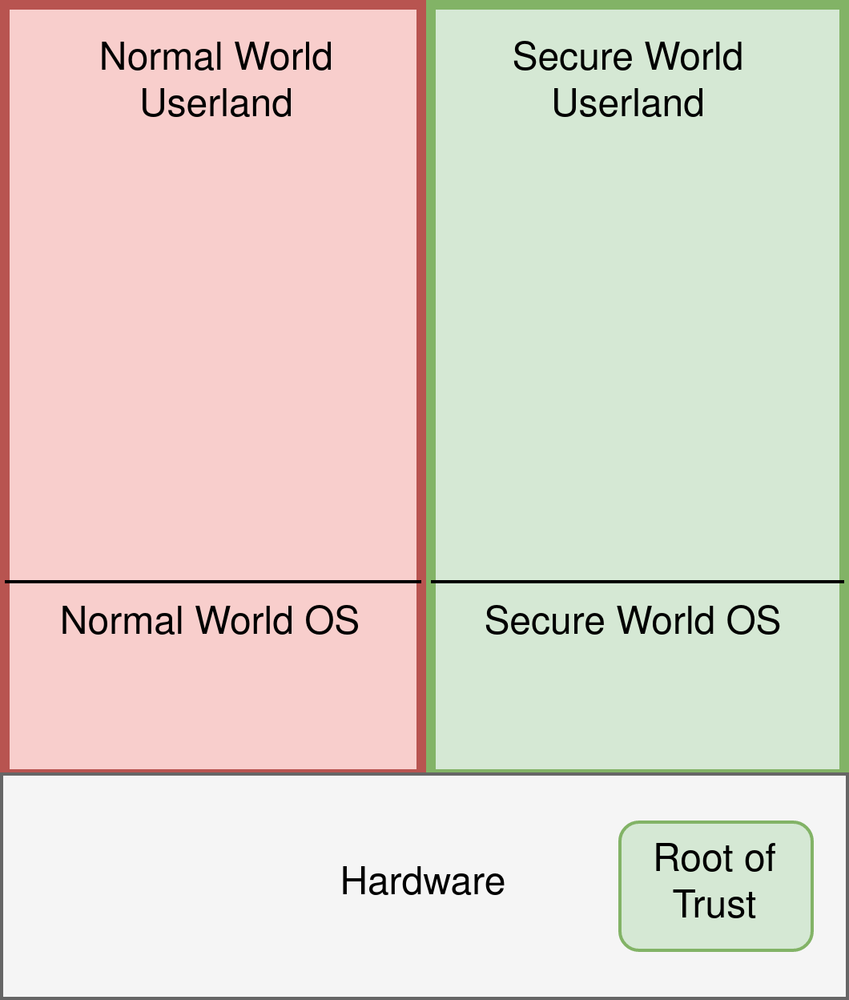 Normal World
Userland
Secure World
Userland
Normal World OS
Secure World OS
Hardware
Root of
Trust